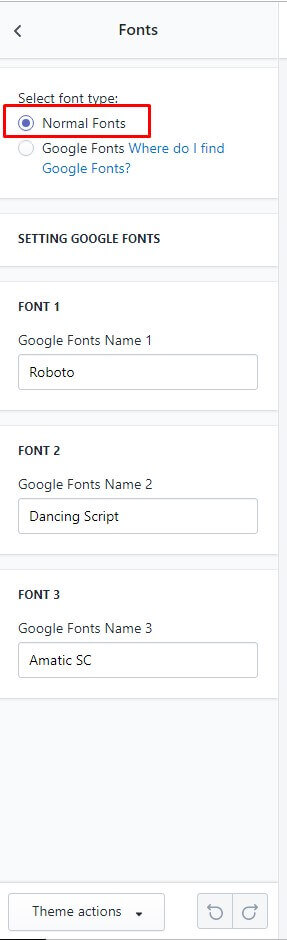 Fonts
Select font type:
Normal Fonts
Google Fonts Where do I find
Google Fonts?
SETTING GOOGLE FONTS
FONT 1
Google Fonts Name 1
Roboto
FONT 2
Google Fonts Name 2
Dancing Script
FONT 3
Google Fonts Name 3
Amatic SC
Theme actions